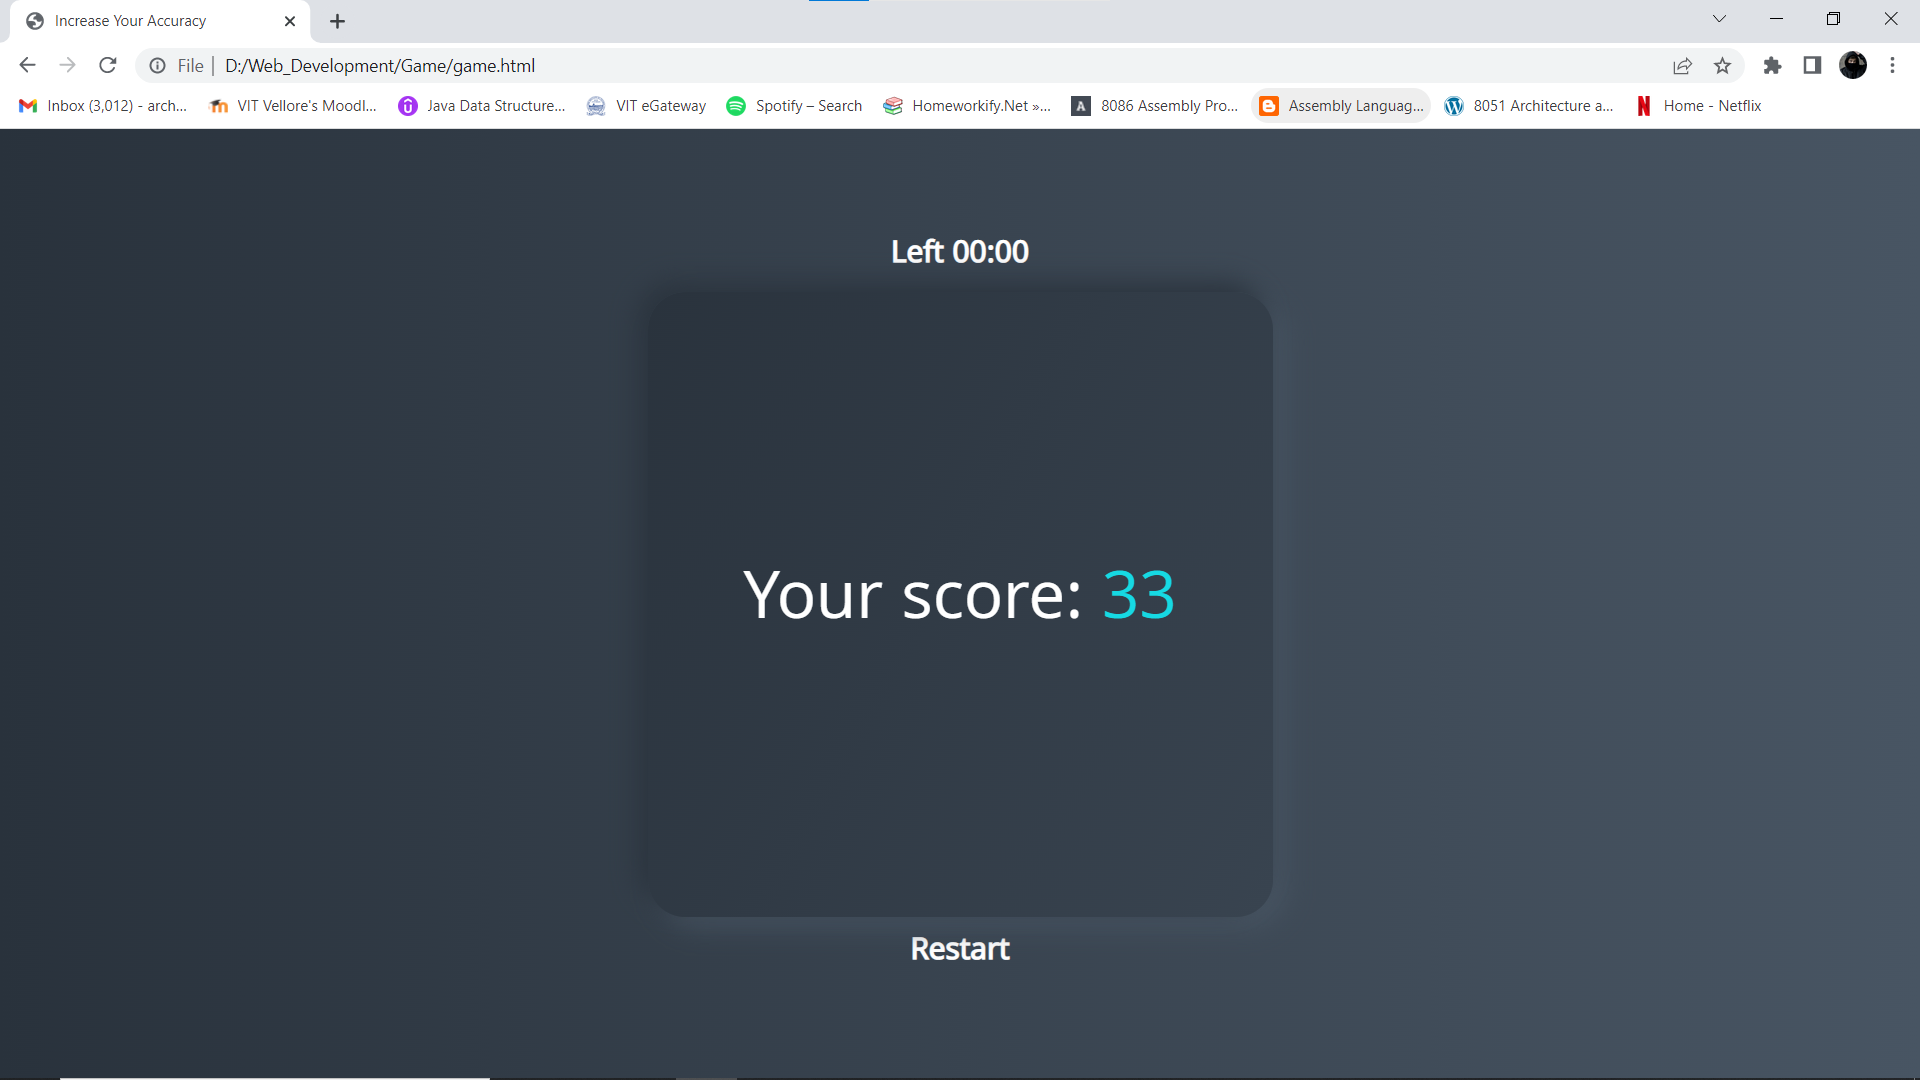 Increase Your Accuracy
File | D:/Web_Development/Game/game.html
Inbox (3,012) - arch... VIT Vellore's Moodl... Java Data Structure... VIT eGateway Spotify – Search Homeworkify.Net »... A 8086 Assembly Pro... Assembly Languag... 8051 Architecture a... Home - Netflix
Left 00:00
Your score: 33
Restart